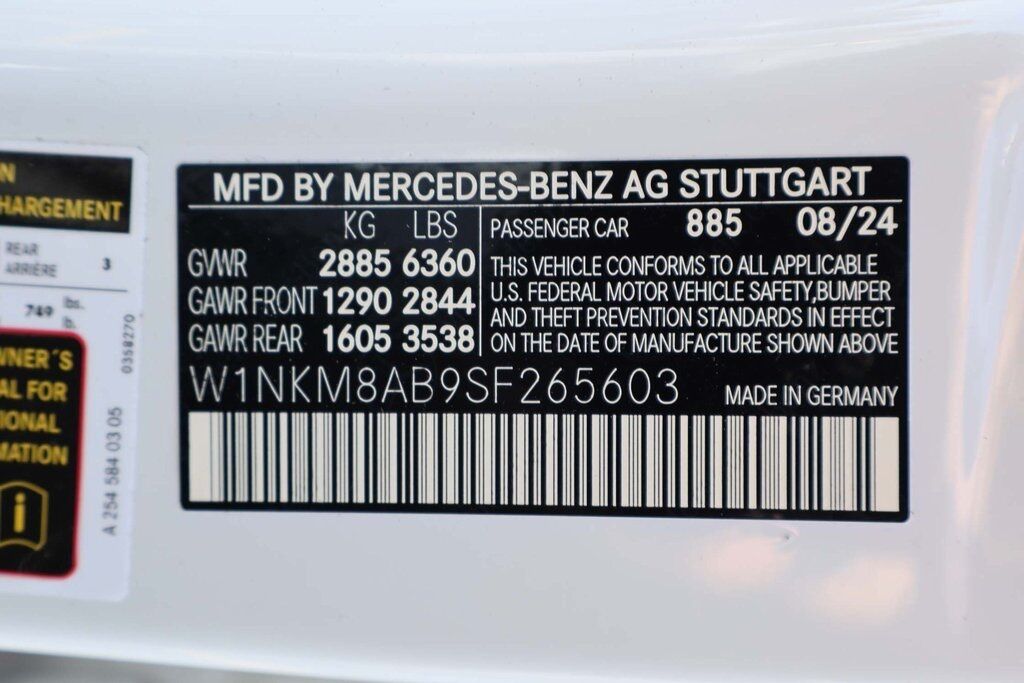 N
HARGEMENT
REAR
ARRIÈRE 3
749 lbs.
WNER´S
AL FOR
IONAL
MATION
0358270
A 254 584 03 05
MFD BY MERCEDES-BENZ AG STUTTGART
KG LBS
GVWR 2885 6360
GAWR FRONT 1290 2844
GAWR REAR 1605 3538
PASSENGER CAR 885 08/24
THIS VEHICLE CONFORMS TO ALL APPLICABLE
U.S. FEDERAL MOTOR VEHICLE SAFETY,BUMPER
AND THEFT PREVENTION STANDARDS IN EFFECT
ON THE DATE OF MANUFACTURE SHOWN ABOVE
W1NKM8AB9SF265603
MADE IN GERMANY